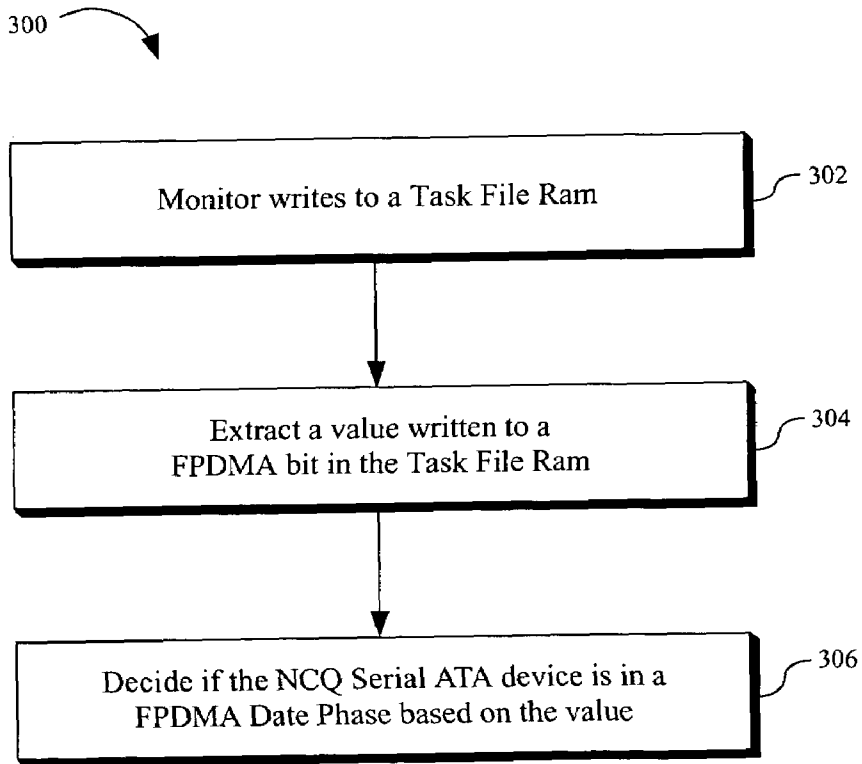 300
Monitor writes to a Task File Ram
302
Extract a value written to a
FPDMA bit in the Task File Ram
304
Decide if the NCQ Serial ATA device is in a
FPDMA Date Phase based on the value
306